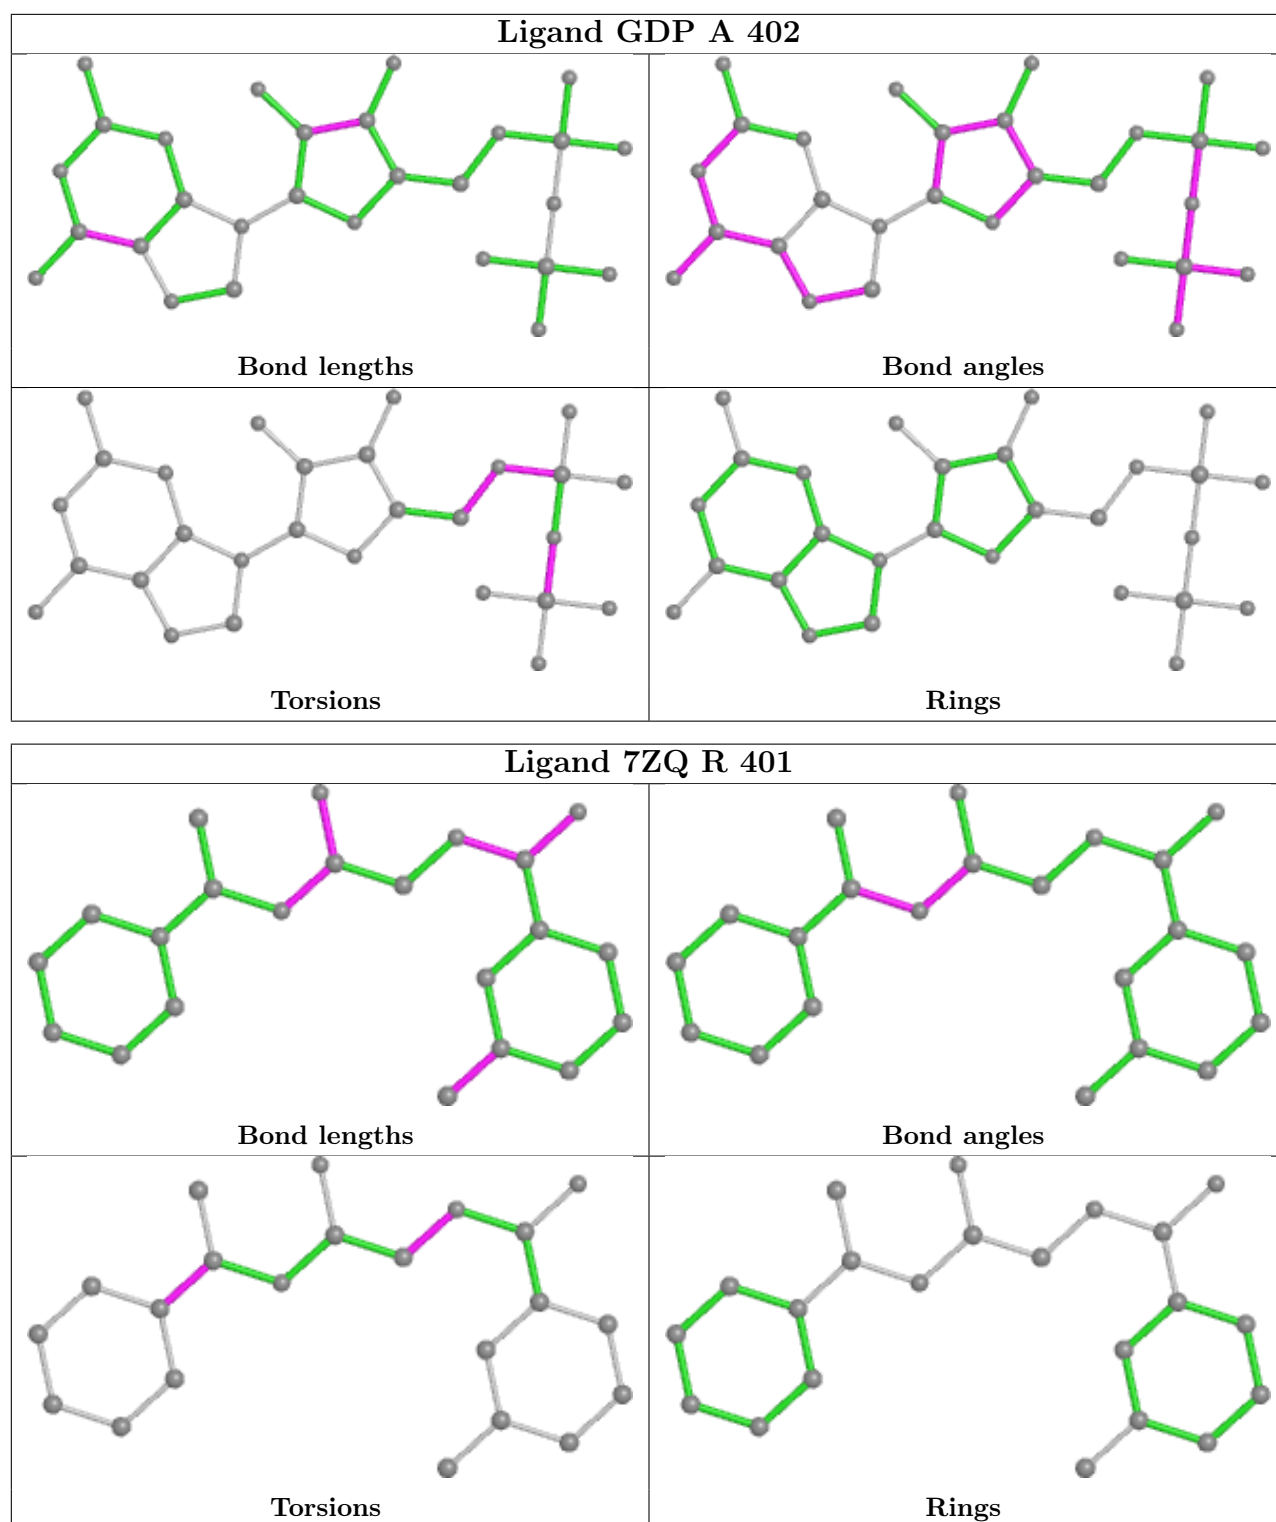 Ligand GDP A 402
Bond lengths
Bond angles
Torsions
Rings
Ligand 7ZQ R 401
Bond lengths
Bond angles
Torsions
Rings